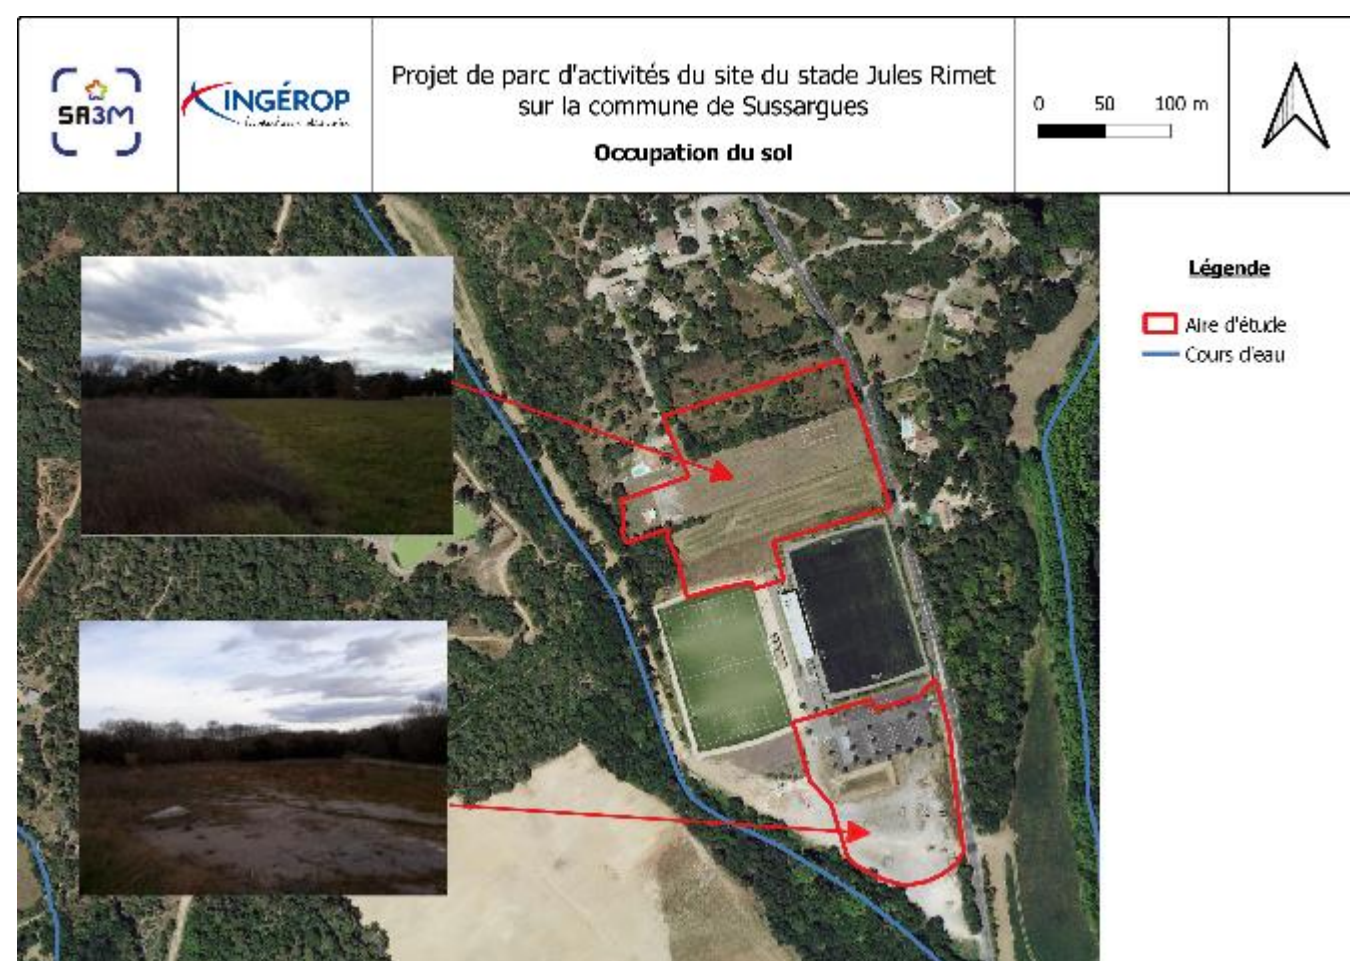 SA3M
INGÉROP
Projet de parc d'activités du site du stade Jules Rimet
sur la commune de Sussargues
Occupation du sol
0 50 100 m
Légende
Aire d'étude
Cours d'eau